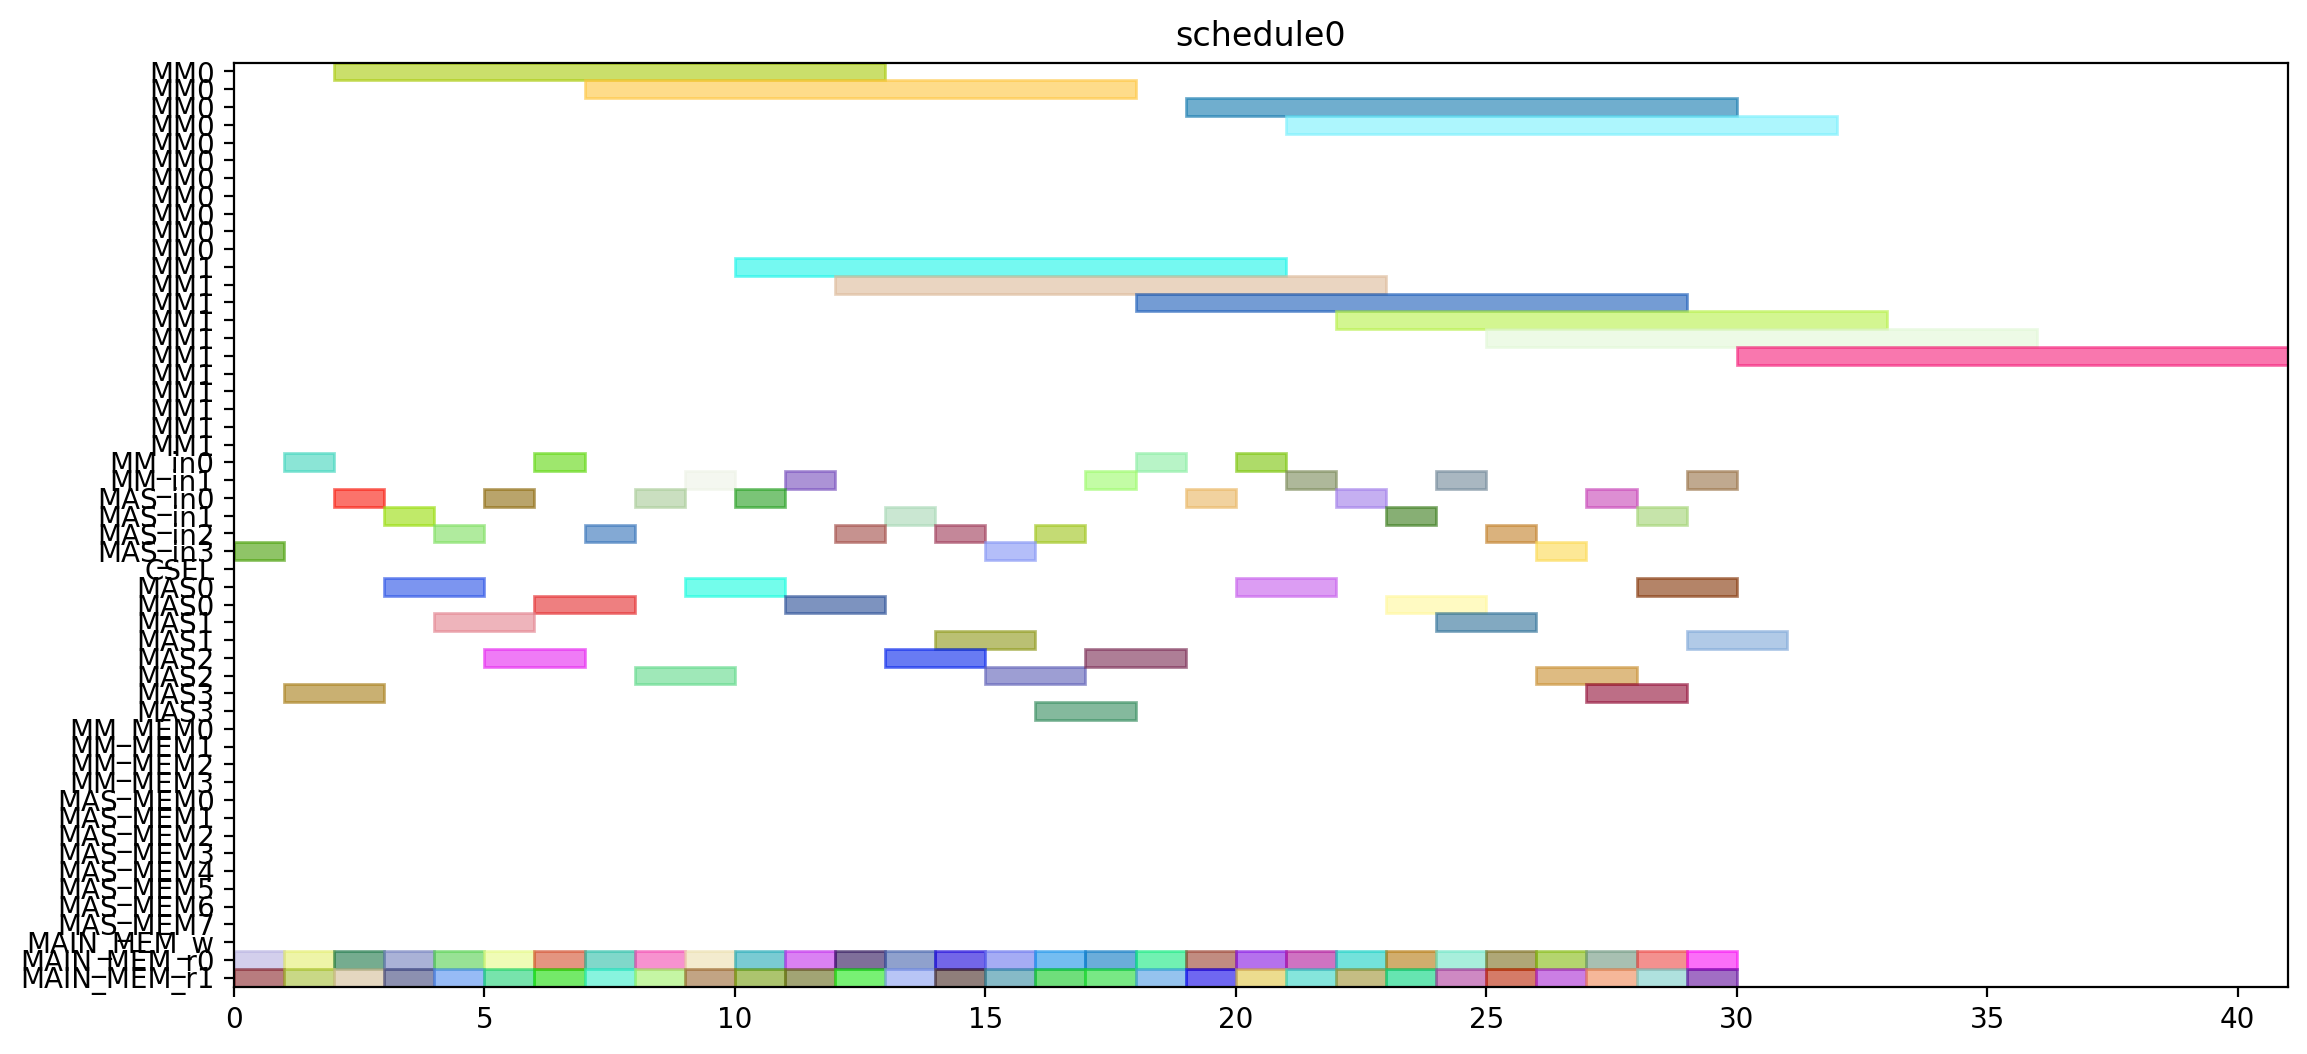 schedule0
MM0
MM0
MM0
MM0
MM0
MM0
MM0
MM0
MM0
MM0
MM0
MM1
MM1
MM1
MM1
MM1
MM1
MM1
MM1
MM1
MM1
MM1
MM_in0
MM_in1
MAS_in0
MAS_in1
MAS_in2
MAS_in3
CSEL
MAS0
MAS0
MAS1
MAS1
MAS2
MAS2
MAS3
MAS3
MM_MEM0
MM_MEM1
MM_MEM2
MM_MEM3
MAS_MEM0
MAS_MEM1
MAS_MEM2
MAS_MEM3
MAS_MEM4
MAS_MEM5
MAS_MEM6
MAS_MEM7
MAIN_MEM_w
MAIN_MEM_r0
MAIN_MEM_r1
0 5 10 15 20 25 30 35 40